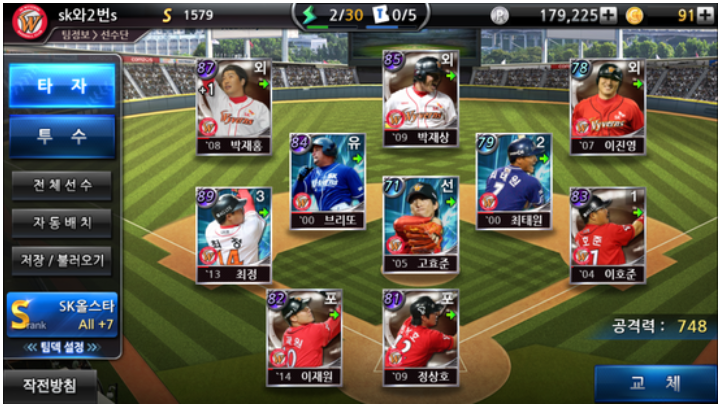 sk와2번s
S 1579
2/30
0/5
179,225
91
팀정보 > 선수단
타 자
투 수
전체선수
자동배치
저장 / 불러오기
S rank
SK올스타
All +7
팀덱 설정
작전방침
87 외
+1
'08 박재홍
85 외
'09 박재상
78 외
'07 이진영
84 유
'00 브리또
79 2
'00 최태원
89 3
'13 최정
71 선
'05 고효준
83 1
'04 이호준
82 포
'14 이재원
81 포
'09 정상호
공격력 : 748
교 체